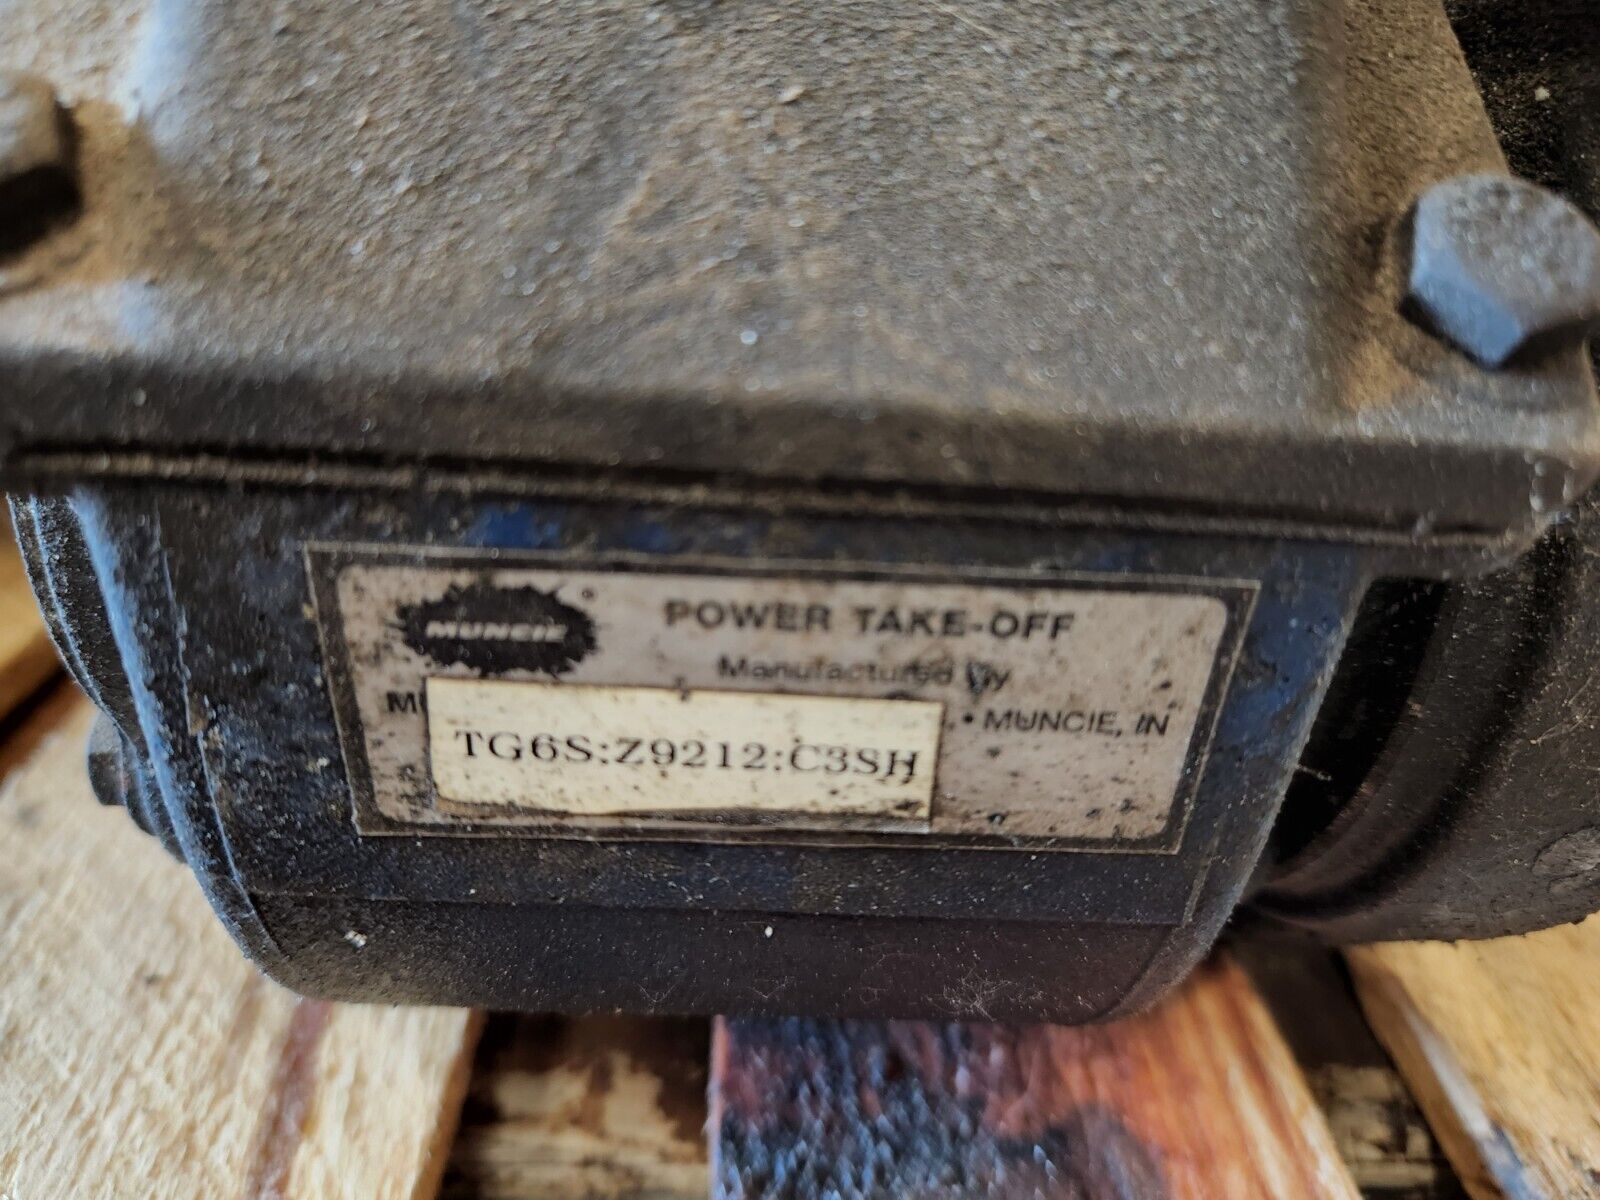 MUNCIE®
POWER TAKE-OFF
Manufactured by
• MUNCIE, IN
TG6S:Z9212:C3SH